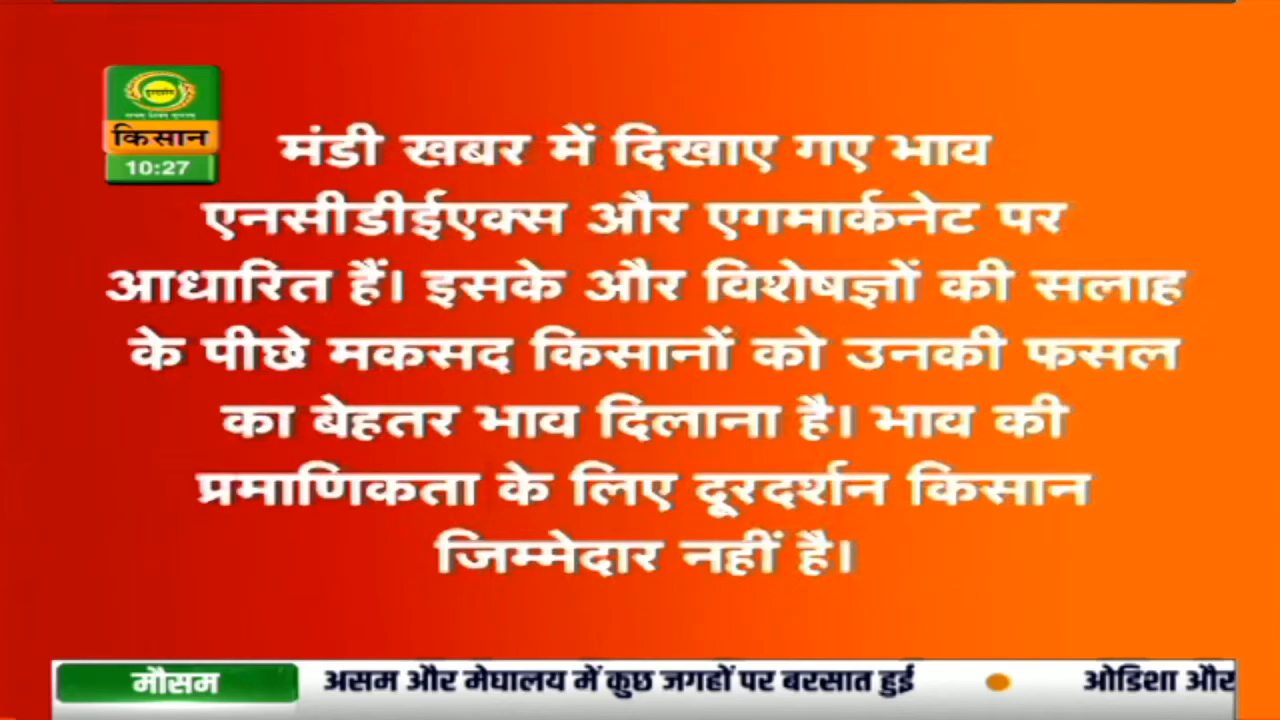 किसान
10:27
मंडी खबर में दिखाए गए भाव
एनसीडीईएक्स और एगमार्कनेट पर
आधारित हैं। इसके और विशेषज्ञों की सलाह
के पीछे मकसद किसानों को उनकी फसल
का बेहतर भाव दिलाना है। भाव की
प्रमाणिकता के लिए दूरदर्शन किसान
जिम्मेदार नहीं है।
मौसम असम और मेघालय में कुछ जगहों पर बरसात हुई ओडिशा और